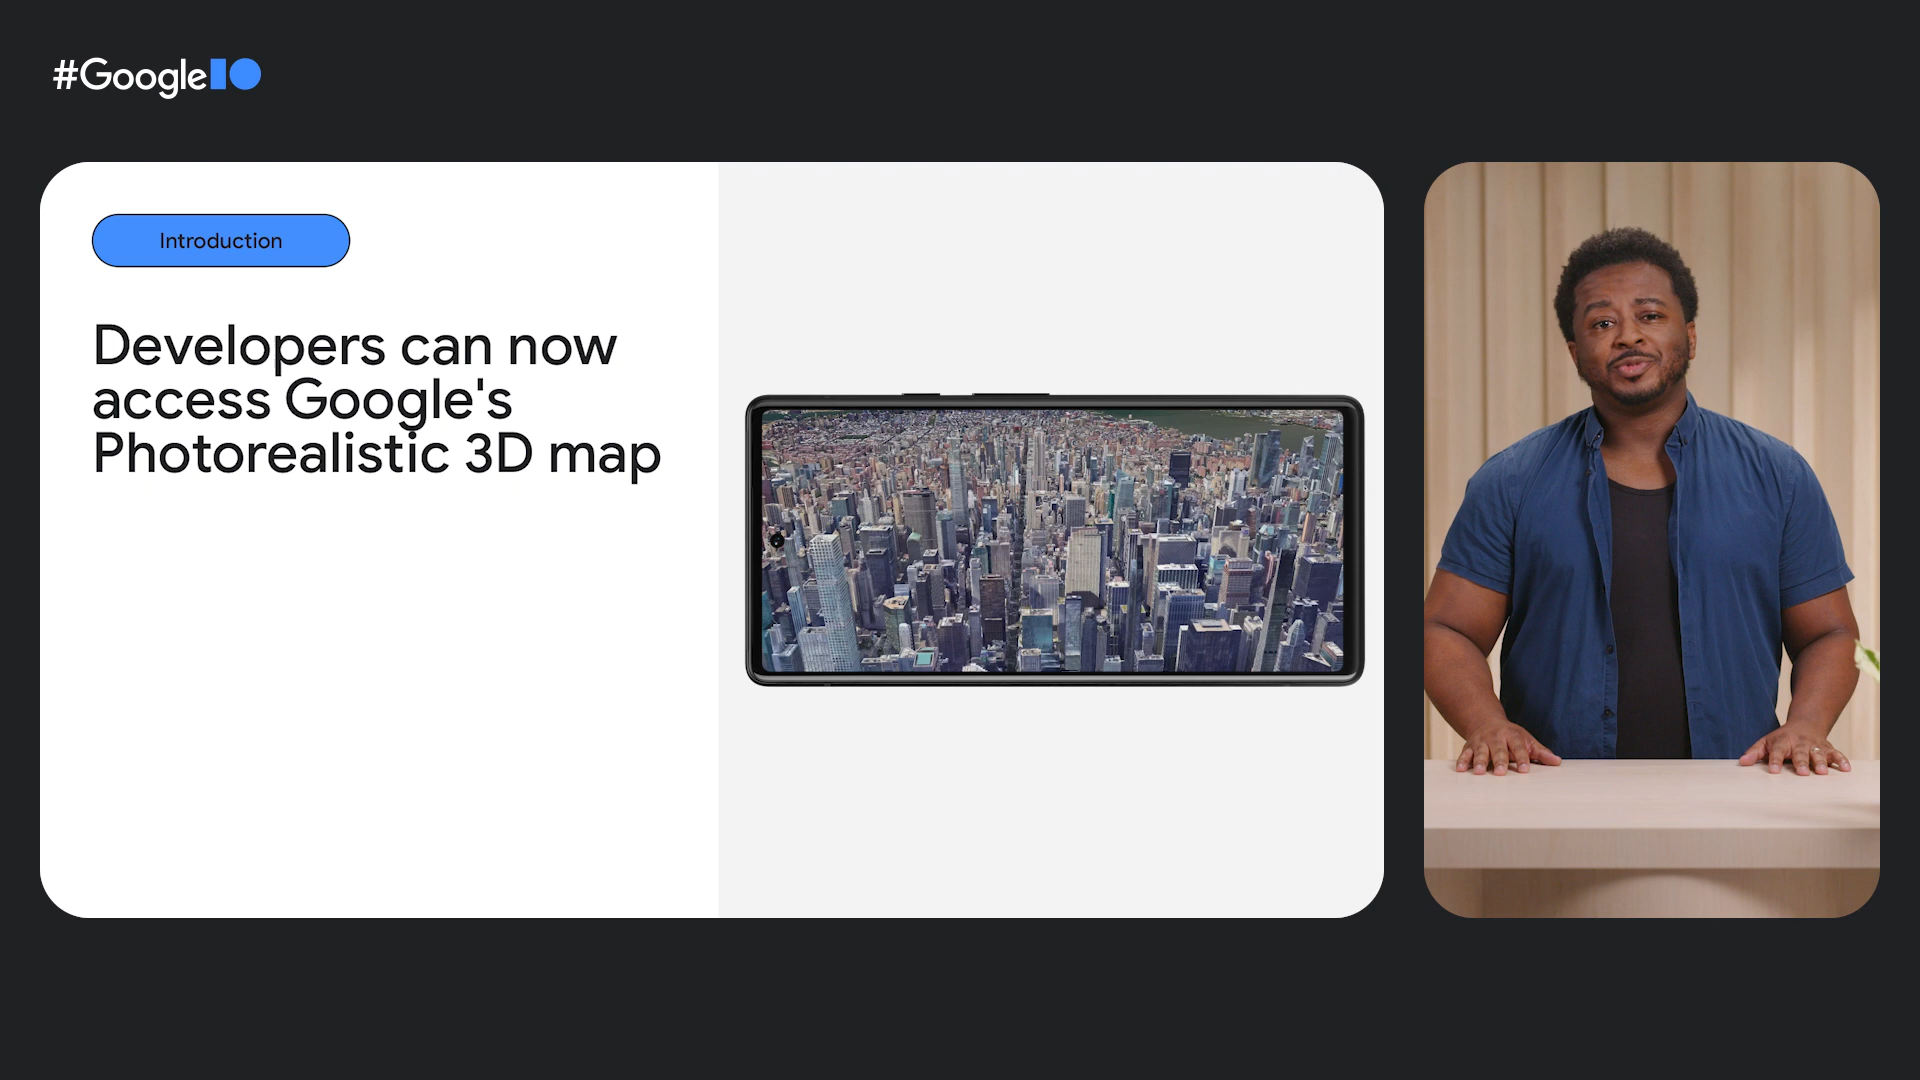 #GoogleIO
Introduction
Developers can now
access Google's
Photorealistic 3D map